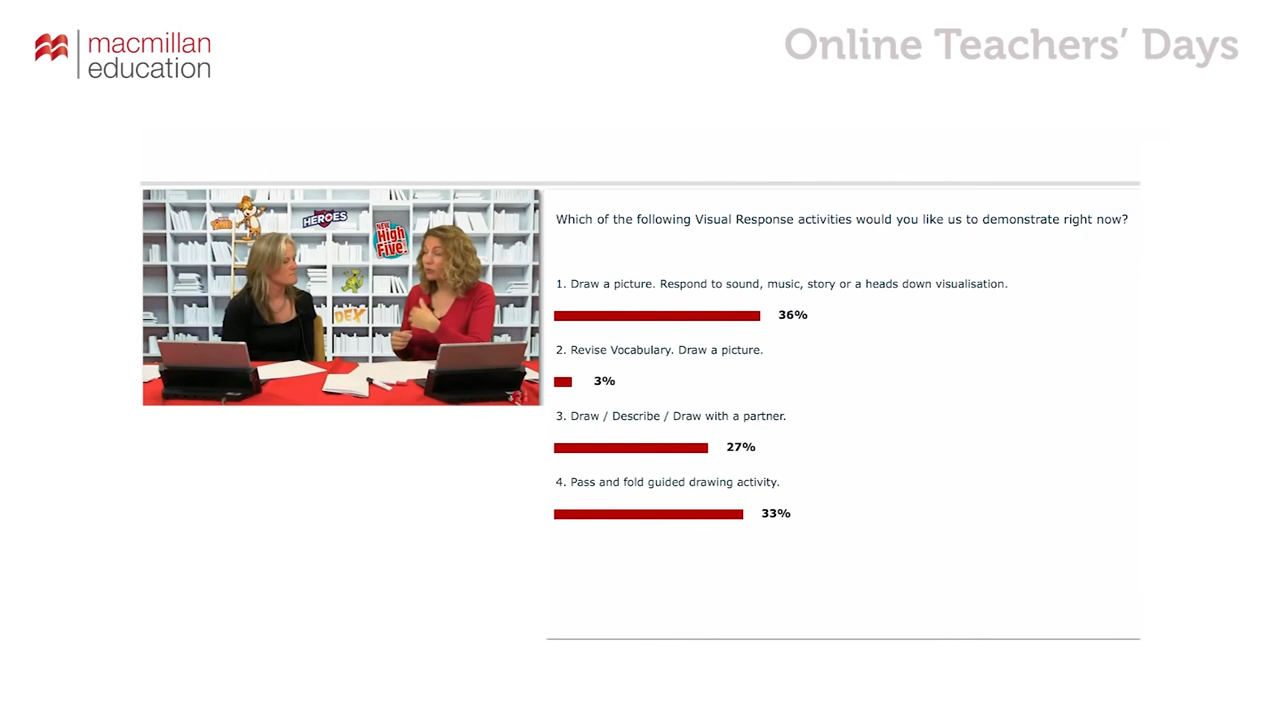 macmillan
education
Online Teachers' Days
HEROES
NEW
High
Five!
DEX
Which of the following Visual Response activities would you like us to demonstrate right now?
1. Draw a picture. Respond to sound, music, story or a heads down visualisation.
36%
2. Revise Vocabulary. Draw a picture.
3%
3. Draw / Describe / Draw with a partner.
27%
4. Pass and fold guided drawing activity.
33%